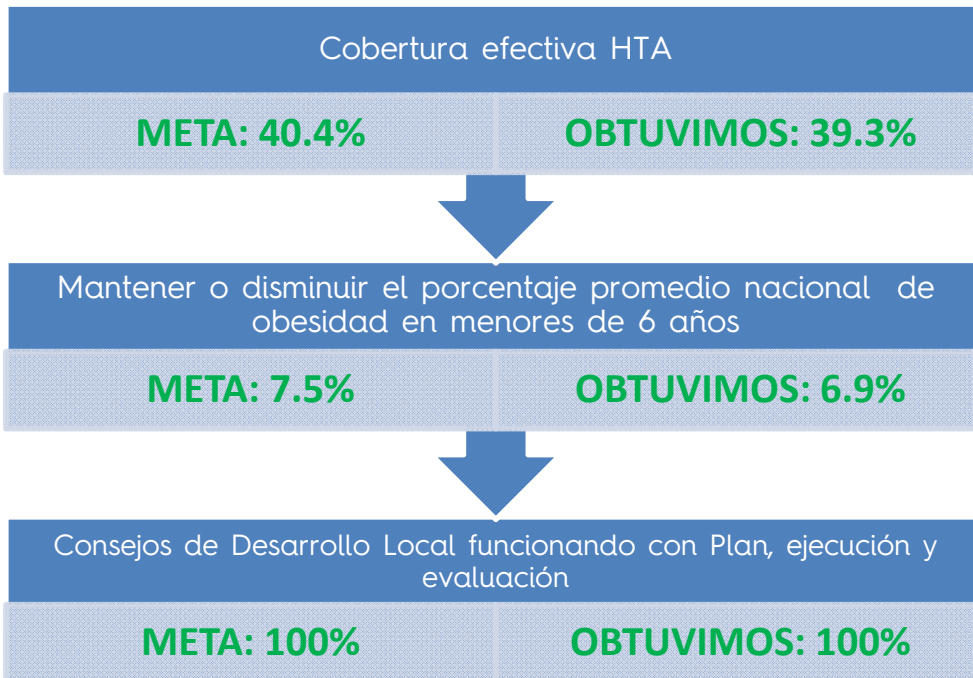 Cobertura efectiva HTA
META: 40.4% OBTUVIMOS: 39.3%
Mantener o disminuir el porcentaje promedio nacional de
obesidad en menores de 6 años
META: 7.5% OBTUVIMOS: 6.9%
Consejos de Desarrollo Local funcionando con Plan, ejecución y
evaluación
META: 100% OBTUVIMOS: 100%